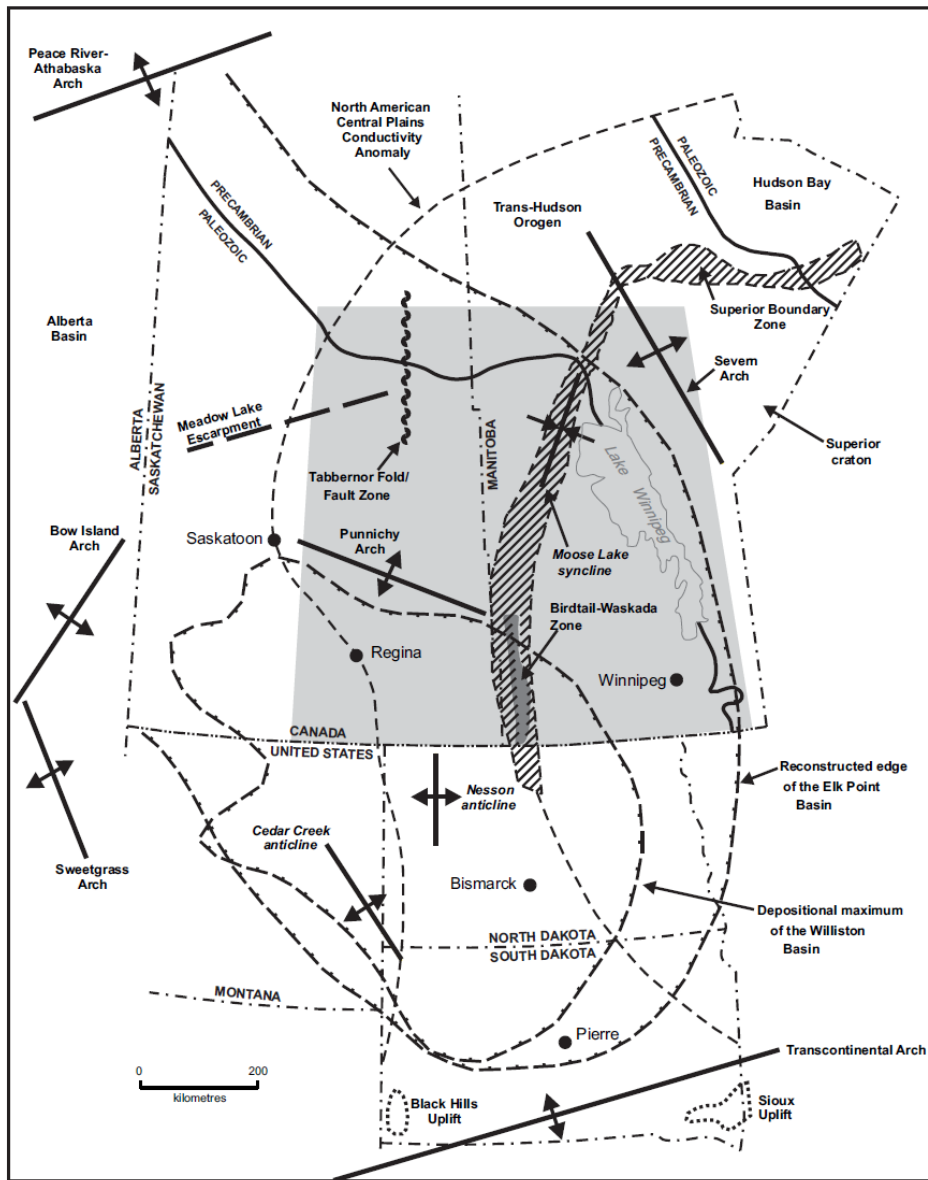 Peace River-
Athabaska
Arch
North American
Central Plains
Conductivity
Anomaly
PALEOZOIC
PRECAMBRIAN
Hudson Bay
Basin
Trans-Hudson
Orogen
PRECAMBRIAN
PALEOZOIC
Superior Boundary
Zone
Alberta
Basin
Severn
Arch
ALBERTA
SASKATCHEWAN
Meadow Lake
Escarpment
MANITOBA
Superior
craton
Tabbernor Fold/
Fault Zone
Lake Winnipeg
Bow Island
Arch
Saskatoon
Punnichy
Arch
Moose Lake
syncline
Birdtail-Waskada
Zone
Regina
Winnipeg
CANADA
UNITED STATES
Reconstructed edge
of the Elk Point
Basin
Nesson
anticline
Cedar Creek
anticline
Sweetgrass
Arch
Bismarck
Depositional maximum
of the Williston
Basin
NORTH DAKOTA
SOUTH DAKOTA
MONTANA
Pierre
Transcontinental Arch
0 200
kilometres
Black Hills
Uplift
Sioux
Uplift